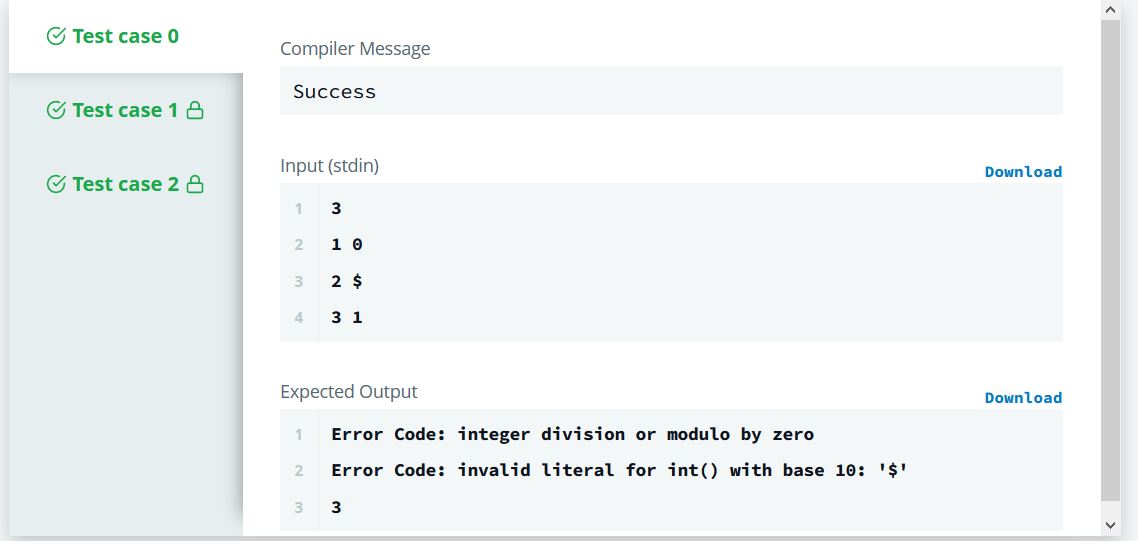 Test case 0
Test case 1
Test case 2
Compiler Message
Success
Input (stdin)
Download
1 3
2 1 0
3 2 $
4 3 1
Expected Output
Download
1 Error Code: integer division or modulo by zero
2 Error Code: invalid literal for int() with base 10: '$'
3 3